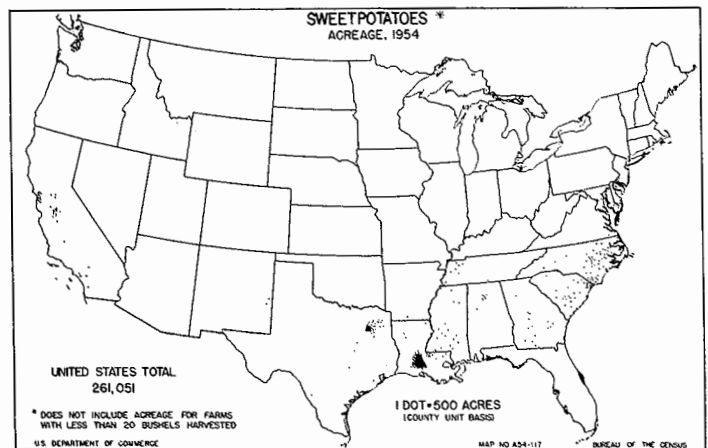 SWEETPOTATOES *
ACREAGE, 1954
UNITED STATES TOTAL
261,051
* DOES NOT INCLUDE ACREAGE FOR FARMS
WITH LESS THAN 20 BUSHELS HARVESTED
1 DOT=500 ACRES
(COUNTY UNIT BASIS)
U.S. DEPARTMENT OF COMMERCE
MAP NO A54-117
BUREAU OF THE CENSUS